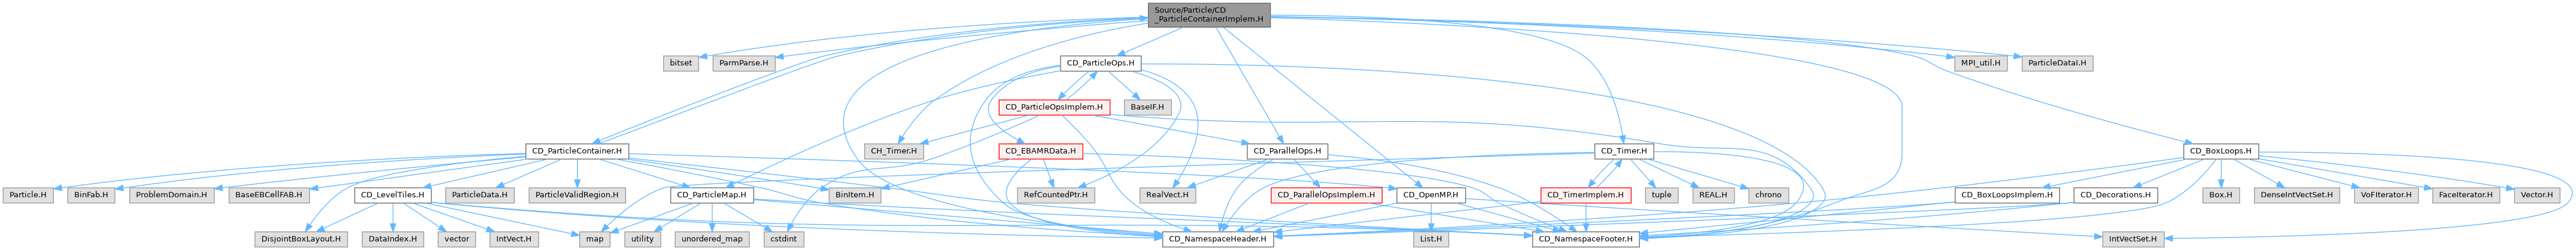 Source/Particle/CD
_ParticleContainerImplem.H
bitset
ParmParse.H
CD_ParticleOps.H
MPI_util.H
ParticleDataI.H
CD_ParticleOpsImplem.H
BaseIF.H
CH_Timer.H
CD_ParticleContainer.H
CD_EBAMRData.H
CD_ParallelOps.H
CD_Timer.H
CD_BoxLoops.H
Particle.H
BinFab.H
ProblemDomain.H
BaseEBCellFAB.H
CD_LevelTiles.H
ParticleData.H
ParticleValidRegion.H
CD_ParticleMap.H
BinItem.H
RefCountedPtr.H
RealVect.H
CD_ParallelOpsImplem.H
CD_OpenMP.H
CD_TimerImplem.H
tuple
REAL.H
chrono
CD_BoxLoopsImplem.H
CD_Decorations.H
Box.H
DenseIntVectSet.H
VoFIterator.H
FaceIterator.H
Vector.H
DisjointBoxLayout.H
DataIndex.H
vector
IntVect.H
map
utility
unordered_map
cstdint
CD_NamespaceHeader.H
List.H
CD_NamespaceFooter.H
IntVectSet.H